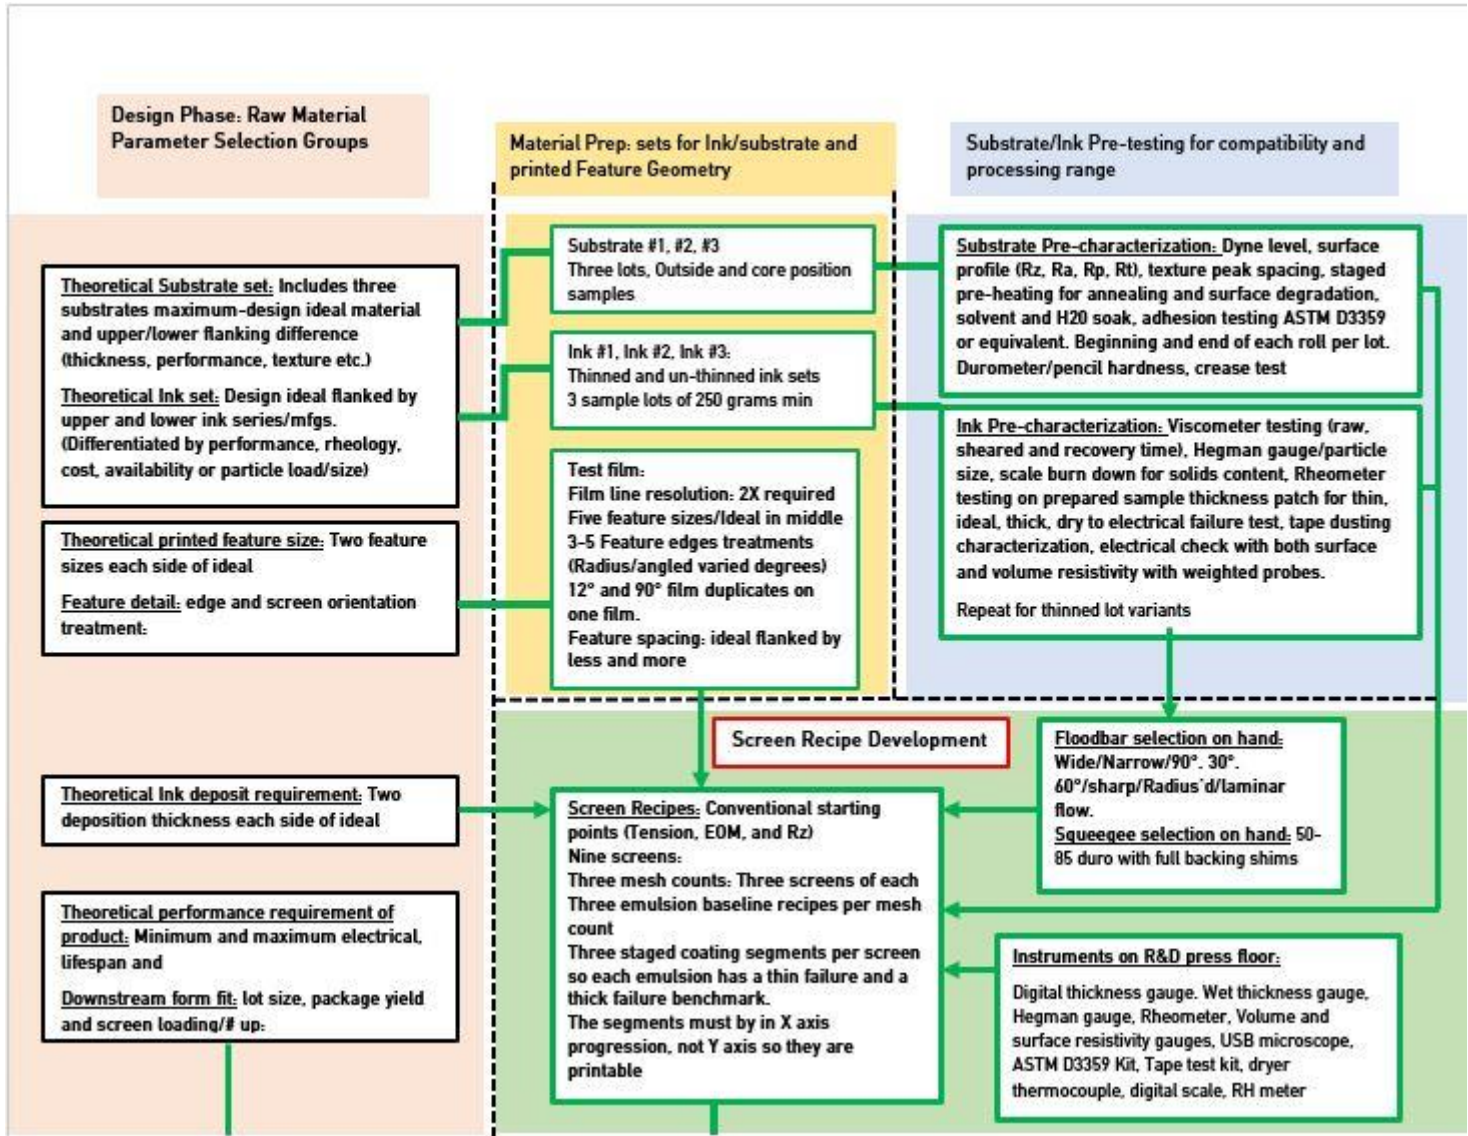 Design Phase: Raw Material
Parameter Selection Groups
Material Prep: sets for Ink/substrate and
printed Feature Geometry
Substrate/Ink Pre-testing for compatibility and
processing range
Theoretical Substrate set: Includes three
substrates maximum-design ideal material
and upper/lower flanking difference
(thickness, performance, texture etc.)
Theoretical Ink set: Design ideal flanked by
upper and lower ink series/mfgs.
(Differentiated by performance, rheology,
cost, availability or particle load/size)
Theoretical printed feature size: Two feature
sizes each side of ideal
Feature detail: edge and screen orientation
treatment:
Theoretical Ink deposit requirement: Two
deposition thickness each side of ideal
Theoretical performance requirement of
product: Minimum and maximum electrical,
lifespan and
Downstream form fit: lot size, package yield
and screen loading/# up:
Substrate #1, #2, #3
Three lots, Outside and core position
samples
Ink #1, Ink #2, Ink #3:
Thinned and un-thinned ink sets
3 sample lots of 250 grams min
Test film:
Film line resolution: 2X required
Five feature sizes/Ideal in middle
3-5 Feature edges treatments
(Radius/angled varied degrees)
12° and 90° film duplicates on
one film.
Feature spacing: ideal flanked by
less and more
Substrate Pre-characterization: Dyne level, surface
profile (Rz, Ra, Rp, Rt), texture peak spacing, staged
pre-heating for annealing and surface degradation,
solvent and H20 soak, adhesion testing ASTM D3359
or equivalent. Beginning and end of each roll per lot.
Durometer/pencil hardness, crease test
Ink Pre-characterization: Viscometer testing (raw,
sheared and recovery time), Hegman gauge/particle
size, scale burn down for solids content, Rheometer
testing on prepared sample thickness patch for thin,
ideal, thick, dry to electrical failure test, tape dusting
characterization, electrical check with both surface
and volume resistivity with weighted probes.
Repeat for thinned lot variants
Screen Recipe Development
Screen Recipes: Conventional starting
points (Tension, EOM, and Rz)
Nine screens:
Three mesh counts: Three screens of each
Three emulsion baseline recipes per mesh
count
Three staged coating segments per screen
so each emulsion has a thin failure and a
thick failure benchmark.
The segments must by in X axis
progression, not Y axis so they are
printable
Floodbar selection on hand:
Wide/Narrow/90°. 30°.
60°/sharp/Radius'd/laminar
flow.
Squeegee selection on hand: 50-
85 duro with full backing shims
Instruments on R&D press floor:
Digital thickness gauge. Wet thickness gauge,
Hegman gauge, Rheometer, Volume and
surface resistivity gauges, USB microscope,
ASTM D3359 Kit, Tape test kit, dryer
thermocouple, digital scale, RH meter